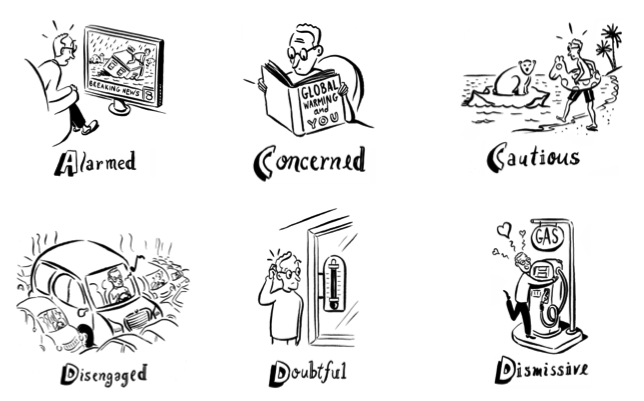 BREAKING NEWS
GLOBAL
WARMING
and
YOU
Alarmed
Concerned
Cautious
GAS
Disengaged
Doubtful
Dismissive